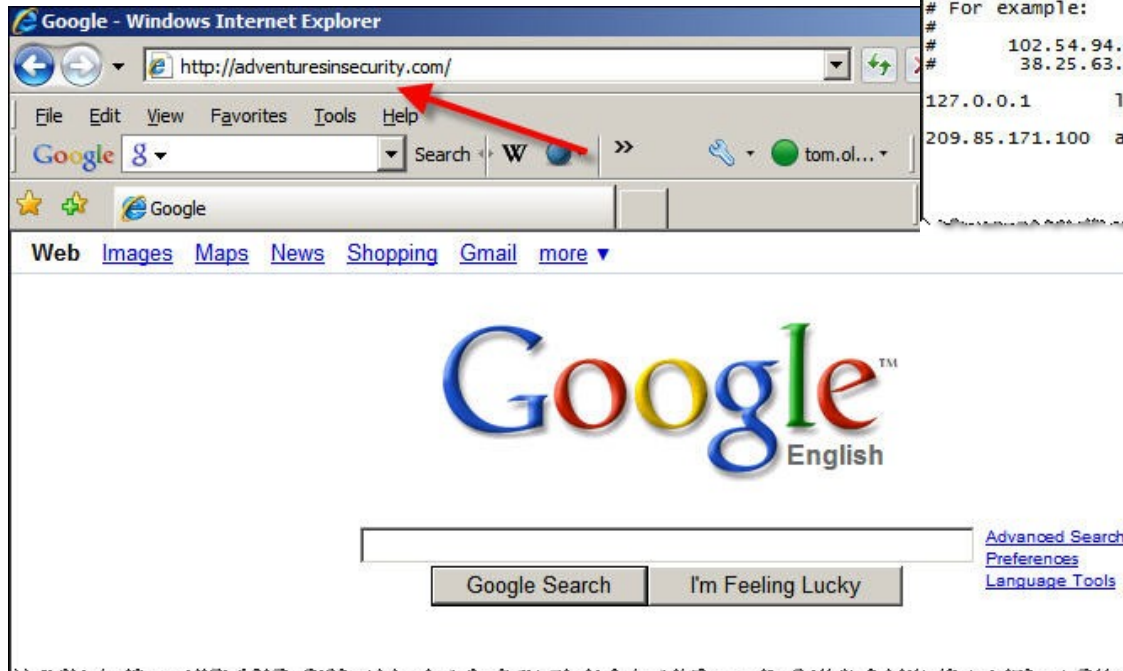 Google - Windows Internet Explorer
http://adventuresinsecurity.com/
File Edit View Favorites Tools Help
Google Search W » tom.ol...
Google
# For example:
#
# 102.54.94.
# 38.25.63.
127.0.0.1
209.85.171.100 a
Web Images Maps News Shopping Gmail more ▼
Google™
English
Advanced Search
Preferences
Language Tools
Google Search I'm Feeling Lucky